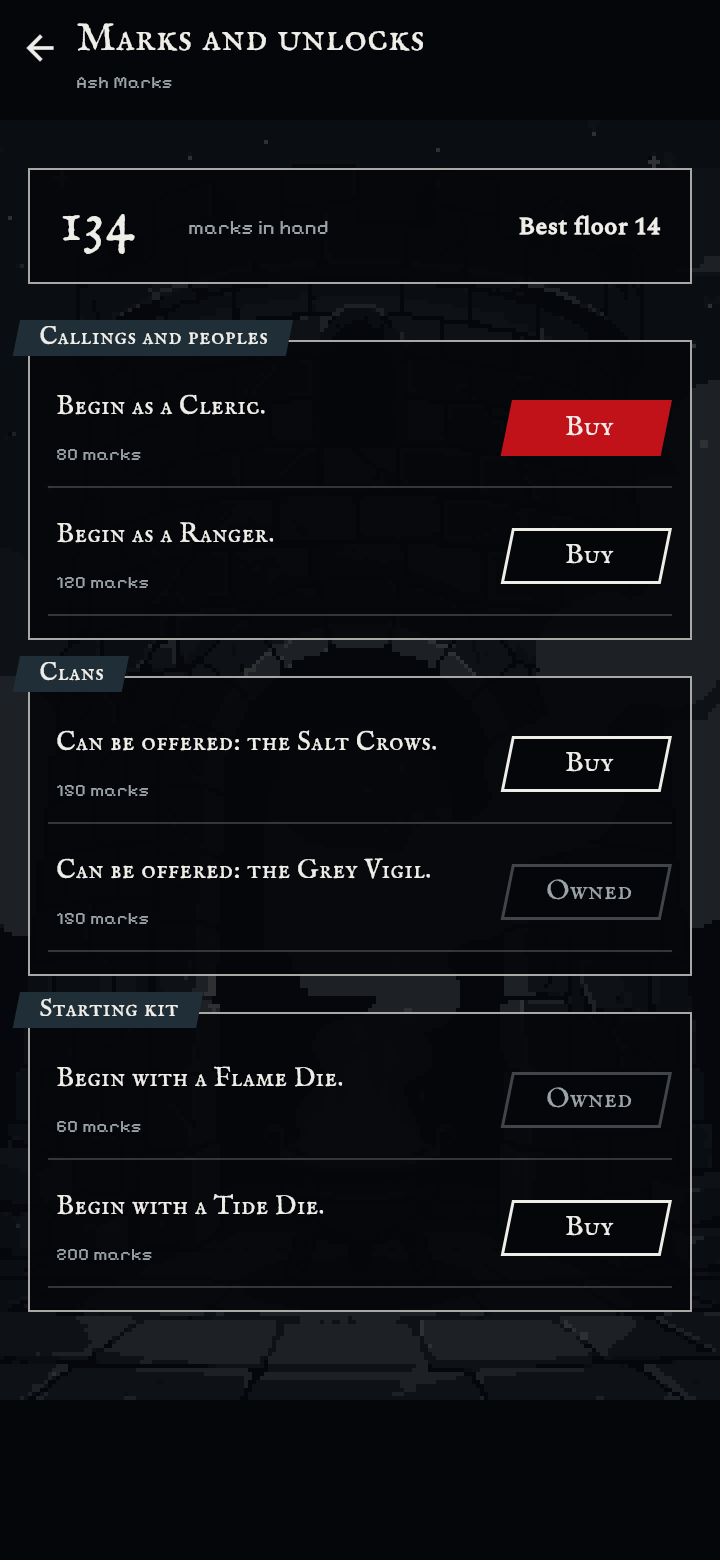 Marks and unlocks
Ash Marks
134 marks in hand Best floor 14
Callings and peoples
Begin as a Cleric.
Buy
80 marks
Begin as a Ranger.
Buy
120 marks
Clans
Can be offered: the Salt Crows.
Buy
180 marks
Can be offered: the Grey Vigil.
Owned
180 marks
Starting kit
Begin with a Flame Die.
Owned
60 marks
Begin with a Tide Die.
Buy
200 marks